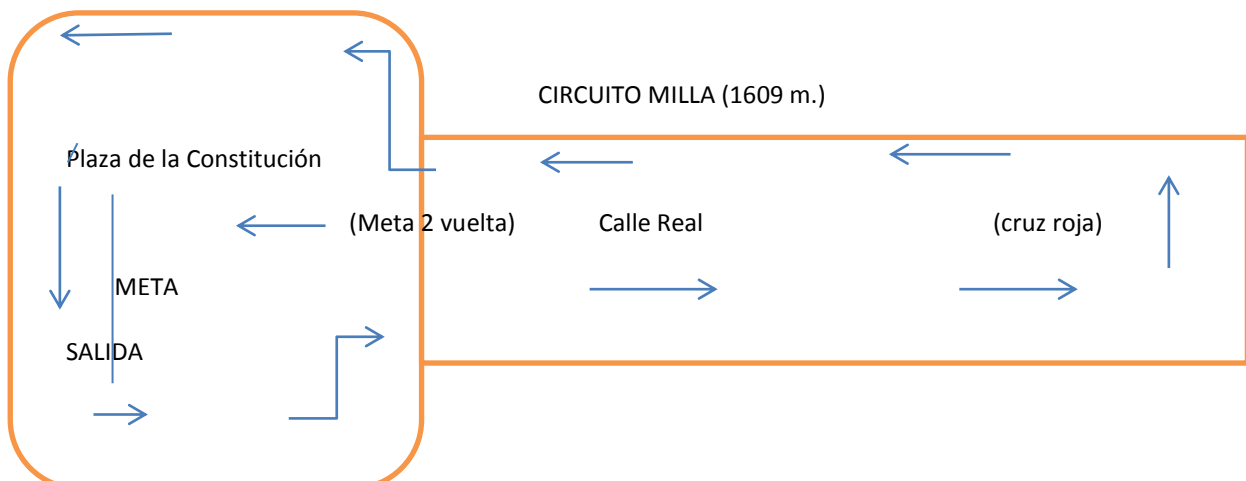 CIRCUITO MILLA (1609 m.)
Plaza de la Constitución
(Meta 2 vuelta)
Calle Real
(cruz roja)
META
SALIDA